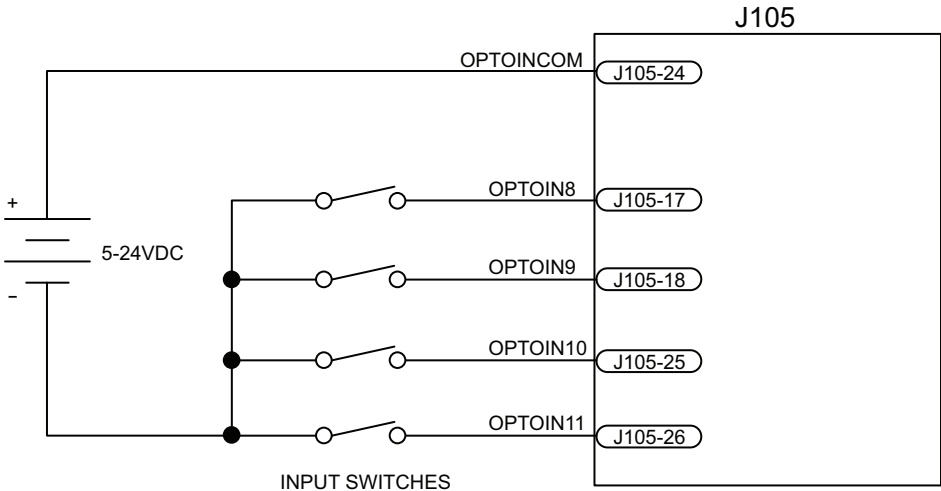 J105
OPTOINCOM
J105-24
+
OPTOIN8
J105-17
5-24VDC
OPTOIN9
J105-18
−
OPTOIN10
J105-25
OPTOIN11
J105-26
INPUT SWITCHES